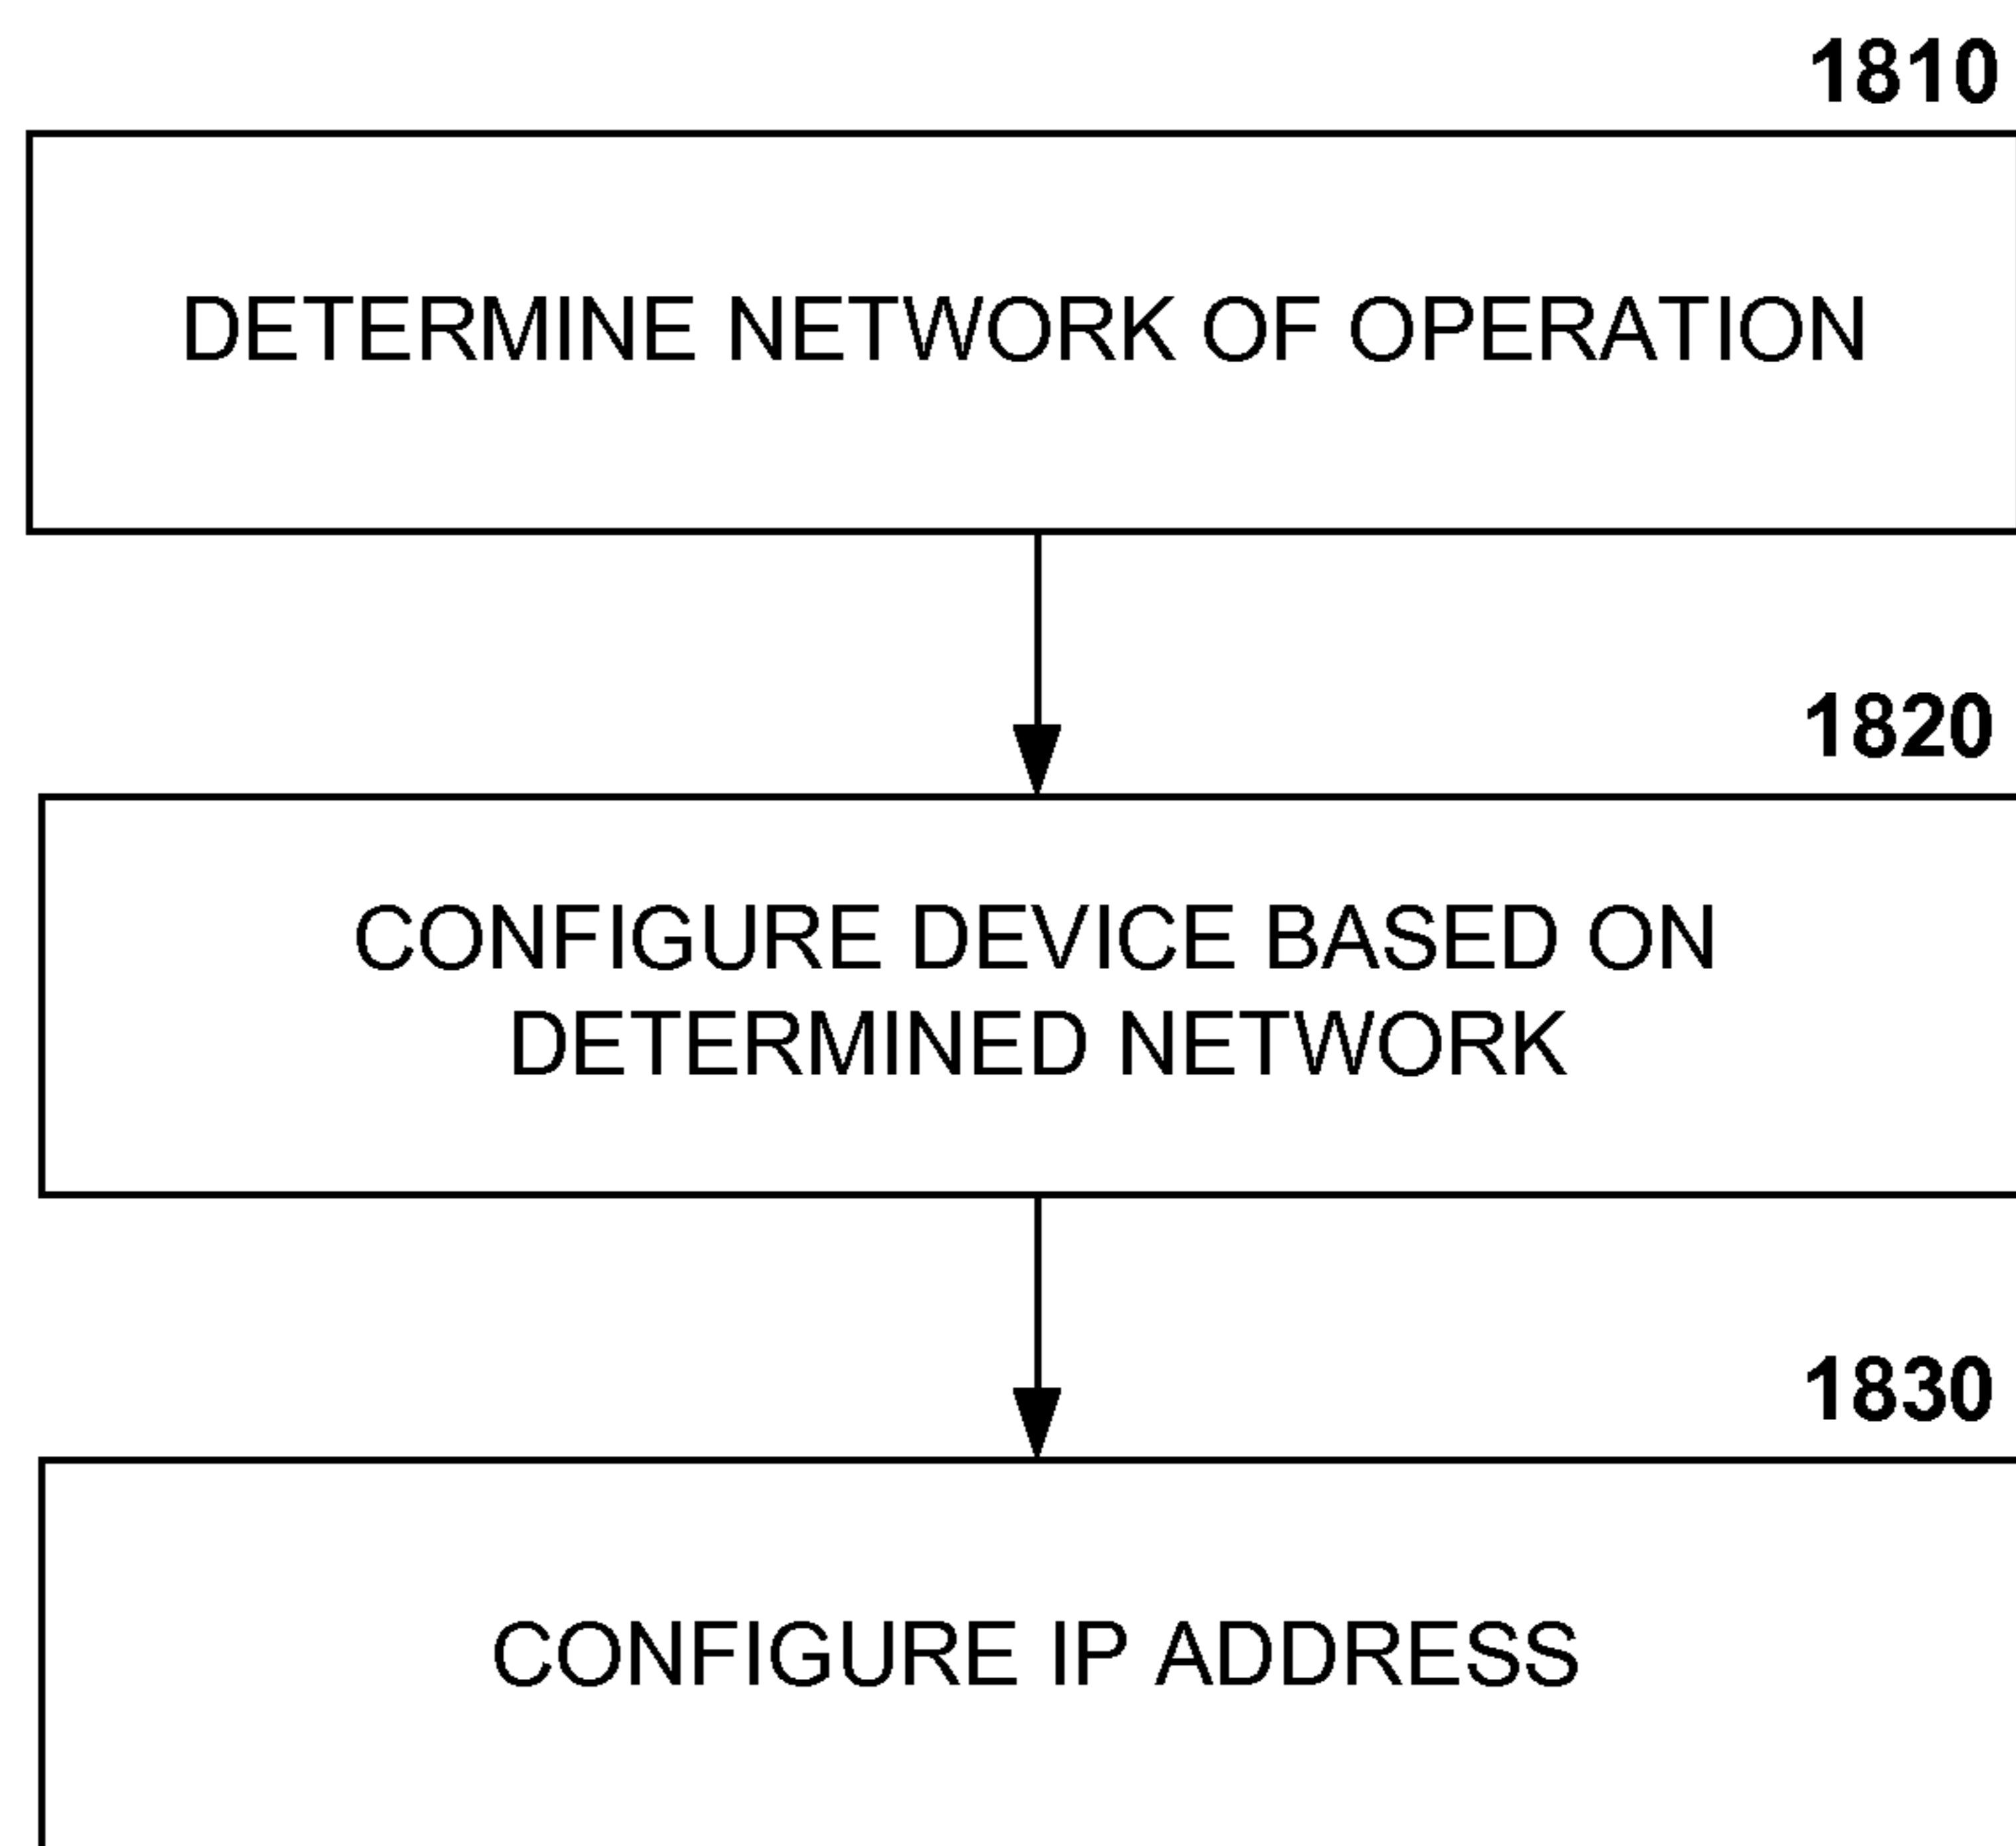 1810
DETERMINE NETWORK OF OPERATION
1820
CONFIGURE DEVICE BASED ON
DETERMINED NETWORK
1830
CONFIGURE IP ADDRESS